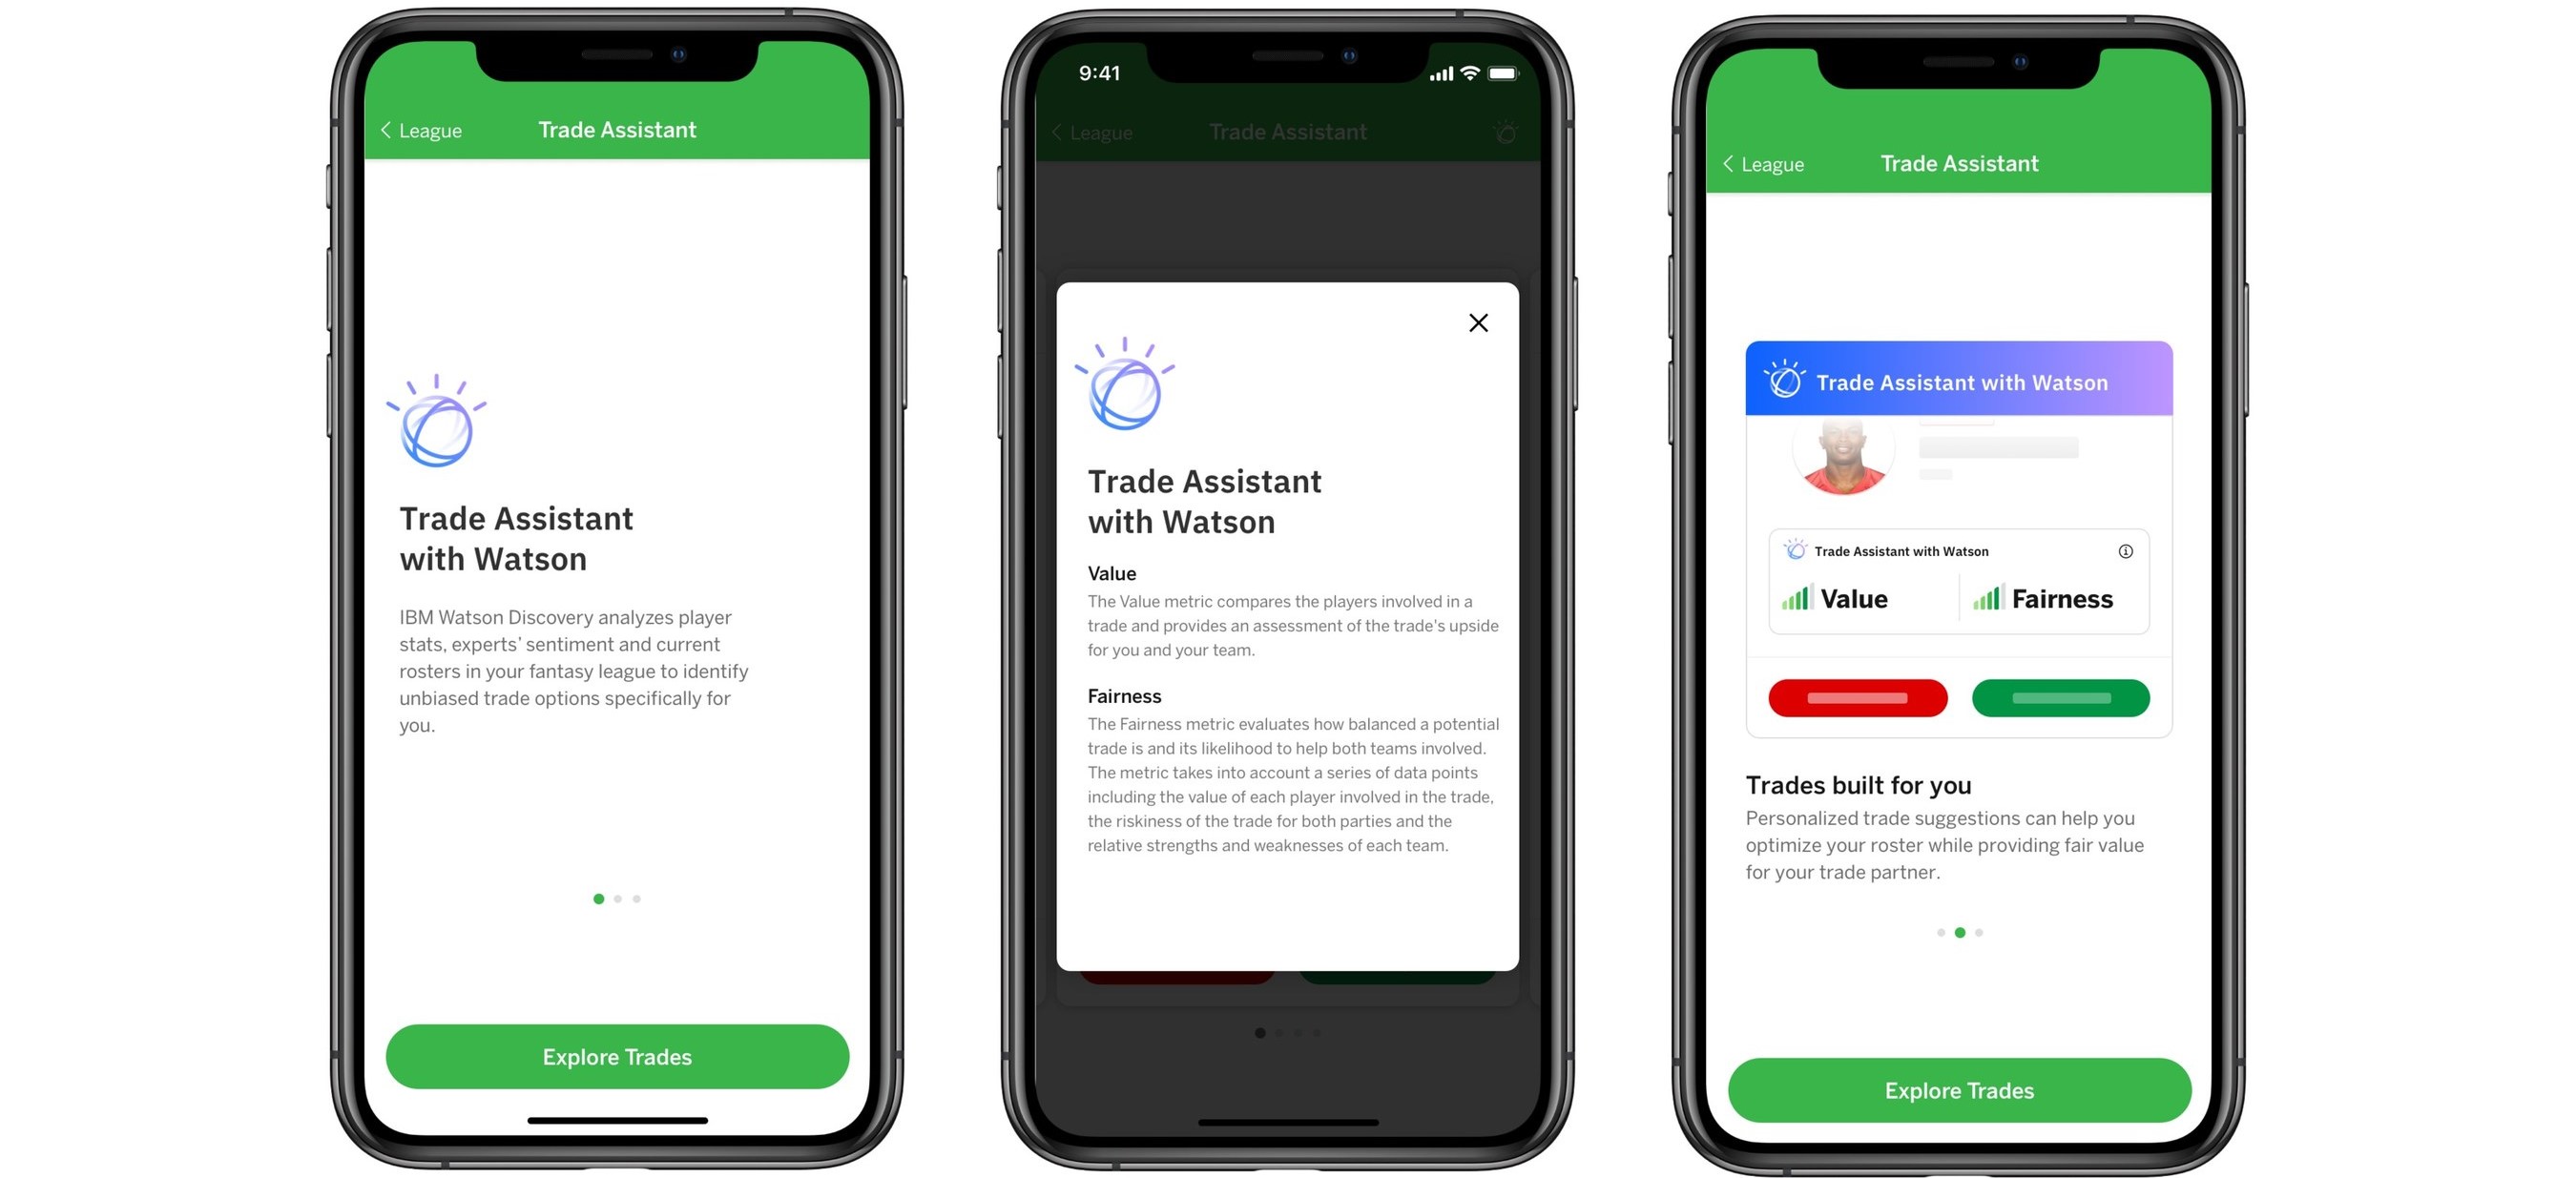 League
Trade Assistant
Trade Assistant
with Watson
IBM Watson Discovery analyzes player
stats, experts' sentiment and current
rosters in your fantasy league to identify
unbiased trade options specifically for
you.
Explore Trades
9:41
League
Trade Assistant
Trade Assistant
with Watson
Value
The Value metric compares the players involved in a
trade and provides an assessment of the trade's upside
for you and your team.
Fairness
The Fairness metric evaluates how balanced a potential
trade is and its likelihood to help both teams involved.
The metric takes into account a series of data points
including the value of each player involved in the trade,
the riskiness of the trade for both parties and the
relative strengths and weaknesses of each team.
League
Trade Assistant
Trade Assistant with Watson
Trade Assistant with Watson
Value
Fairness
Trades built for you
Personalized trade suggestions can help you
optimize your roster while providing fair value
for your trade partner.
Explore Trades